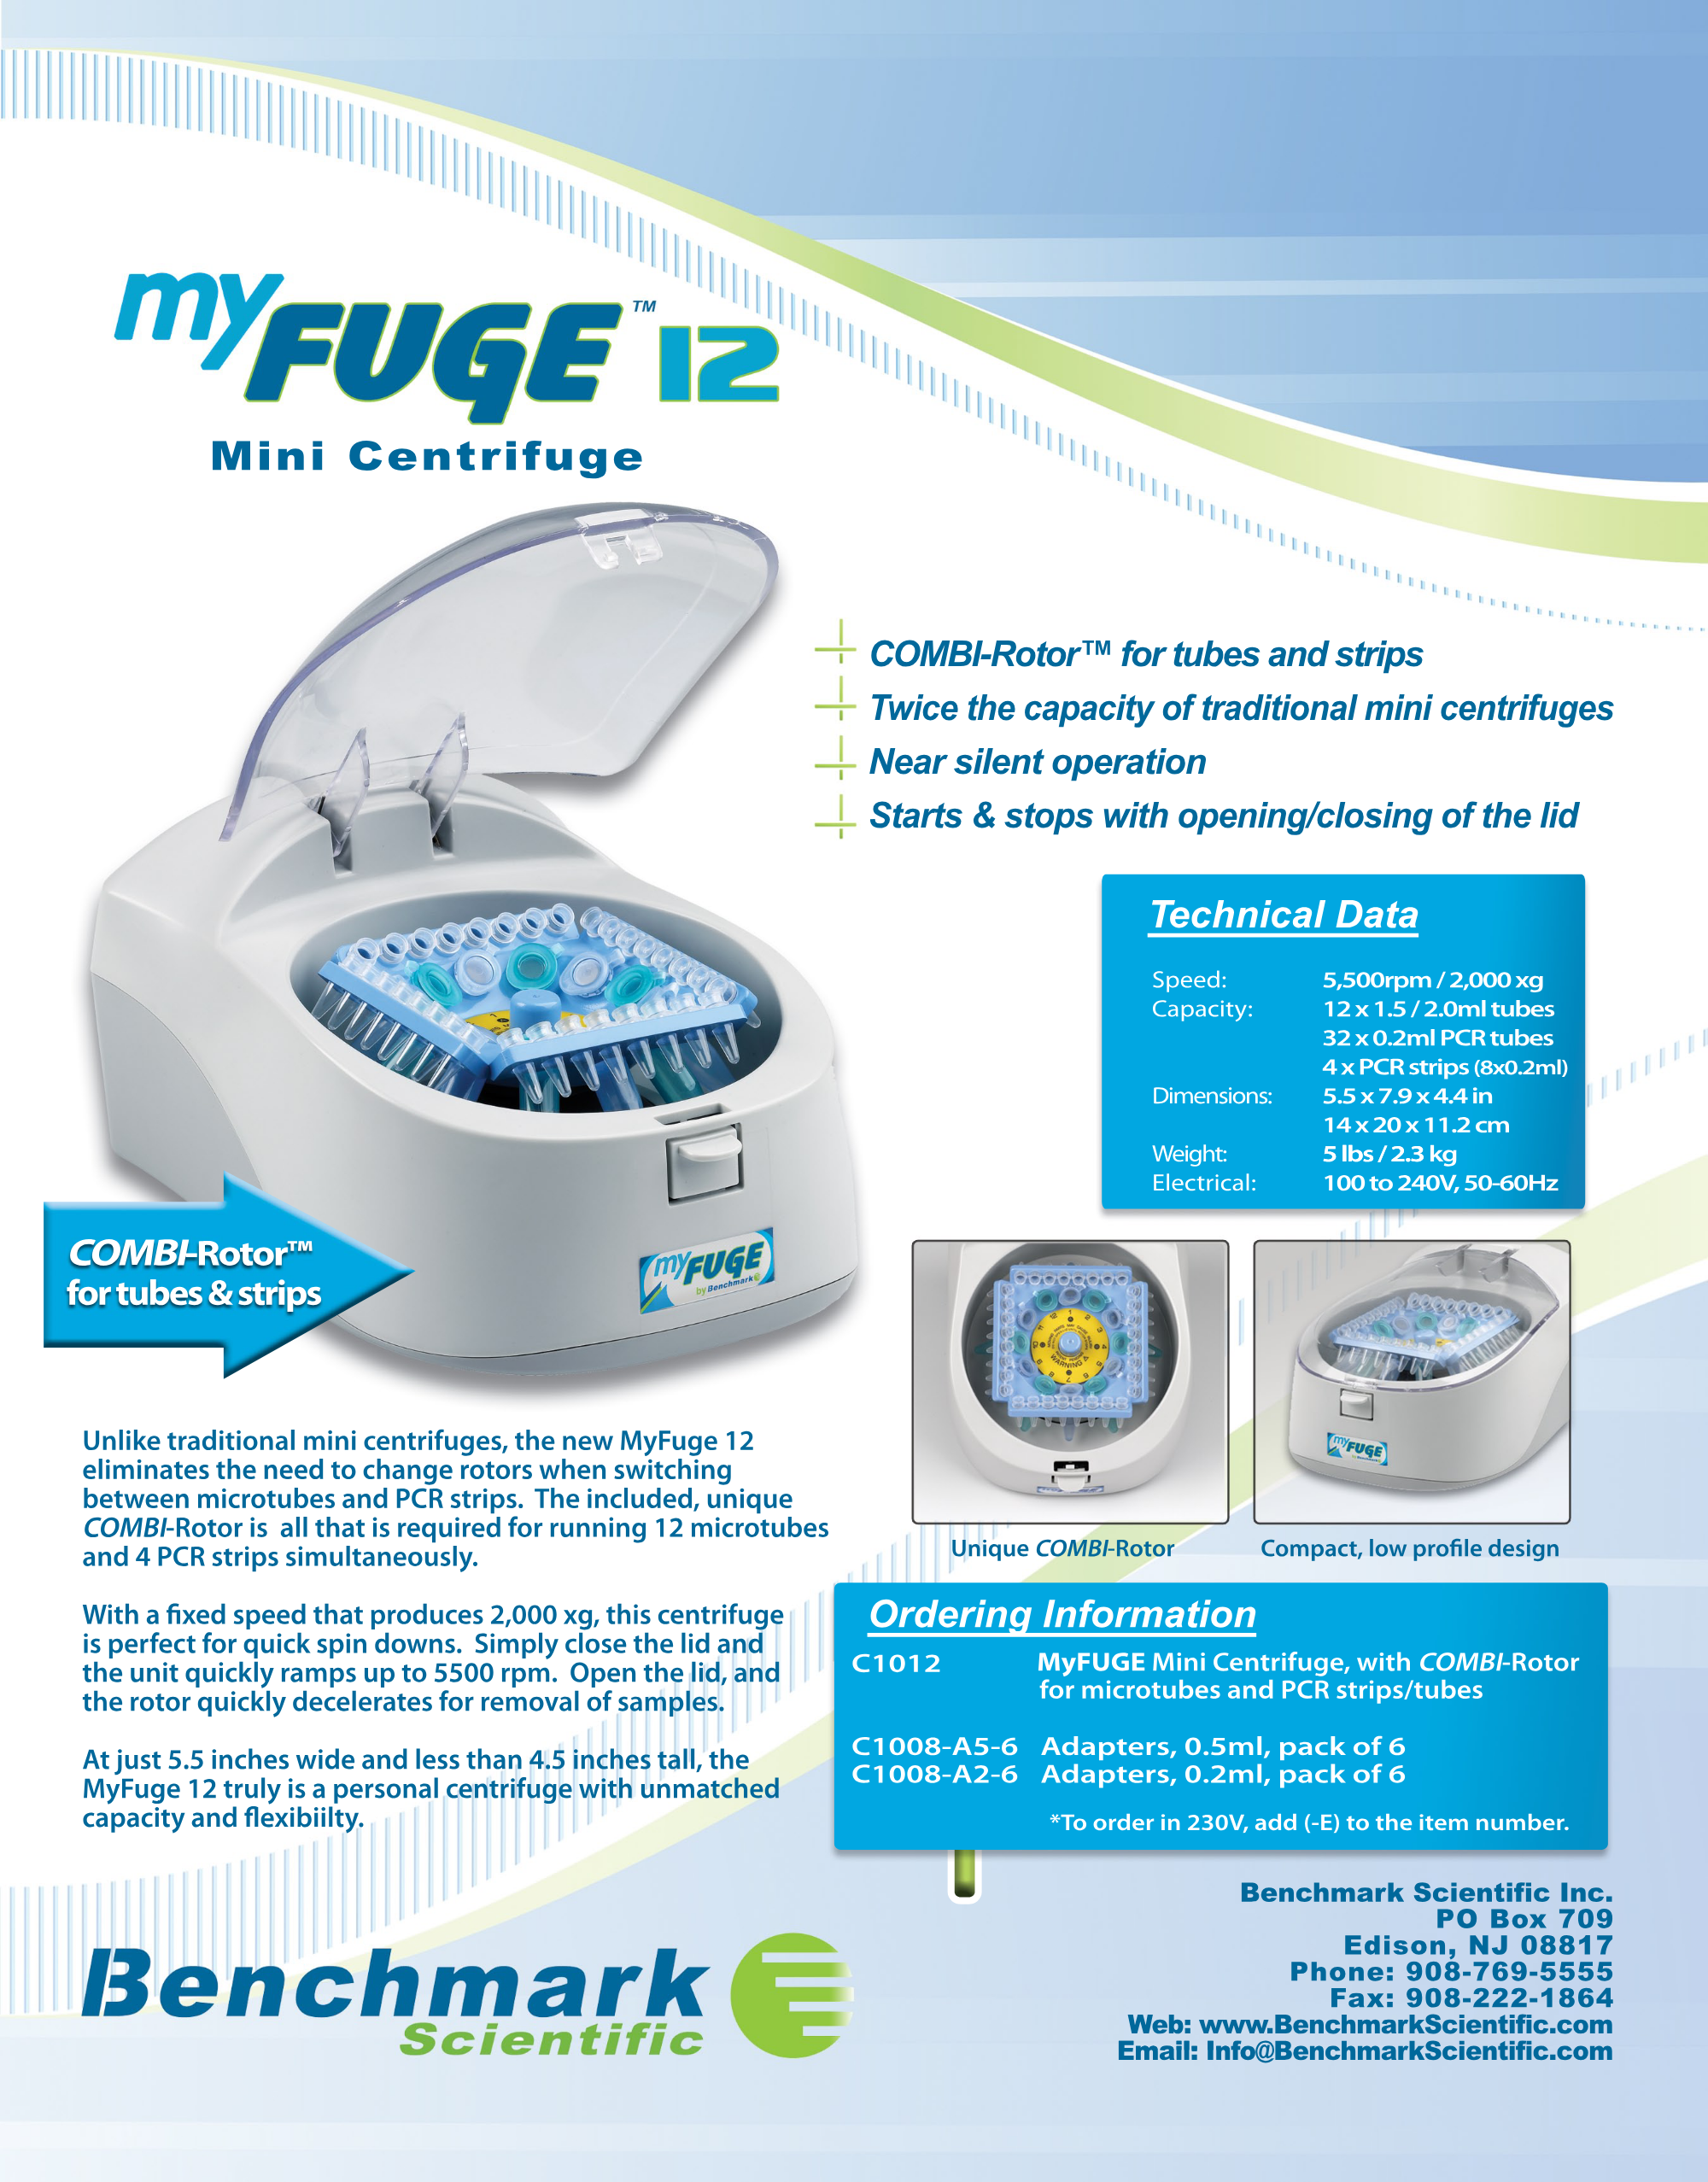 myFUGE™ 12
Mini Centrifuge
COMBI-Rotor™ for tubes and strips
Twice the capacity of traditional mini centrifuges
Near silent operation
Starts & stops with opening/closing of the lid
Technical Data
Speed: 5,500rpm / 2,000 xg
Capacity: 12 x 1.5 / 2.0ml tubes
32 x 0.2ml PCR tubes
4 x PCR strips (8x0.2ml)
Dimensions: 5.5 x 7.9 x 4.4 in
14 x 20 x 11.2 cm
Weight: 5 lbs / 2.3 kg
Electrical: 100 to 240V, 50-60Hz
COMBI-Rotor™
for tubes & strips
myFUGE
by Benchmark
WARNING
myFUGE
Unique COMBI-Rotor
Compact, low profile design
Unlike traditional mini centrifuges, the new MyFuge 12
eliminates the need to change rotors when switching
between microtubes and PCR strips. The included, unique
COMBI-Rotor is all that is required for running 12 microtubes
and 4 PCR strips simultaneously.
With a fixed speed that produces 2,000 xg, this centrifuge
is perfect for quick spin downs. Simply close the lid and
the unit quickly ramps up to 5500 rpm. Open the lid, and
the rotor quickly decelerates for removal of samples.
At just 5.5 inches wide and less than 4.5 inches tall, the
MyFuge 12 truly is a personal centrifuge with unmatched
capacity and flexibiilty.
Ordering Information
C1012 MyFUGE Mini Centrifuge, with COMBI-Rotor
for microtubes and PCR strips/tubes
C1008-A5-6 Adapters, 0.5ml, pack of 6
C1008-A2-6 Adapters, 0.2ml, pack of 6
*To order in 230V, add (-E) to the item number.
Benchmark
Scientific
Benchmark Scientific Inc.
PO Box 709
Edison, NJ 08817
Phone: 908-769-5555
Fax: 908-222-1864
Web: www.BenchmarkScientific.com
Email: Info@BenchmarkScientific.com